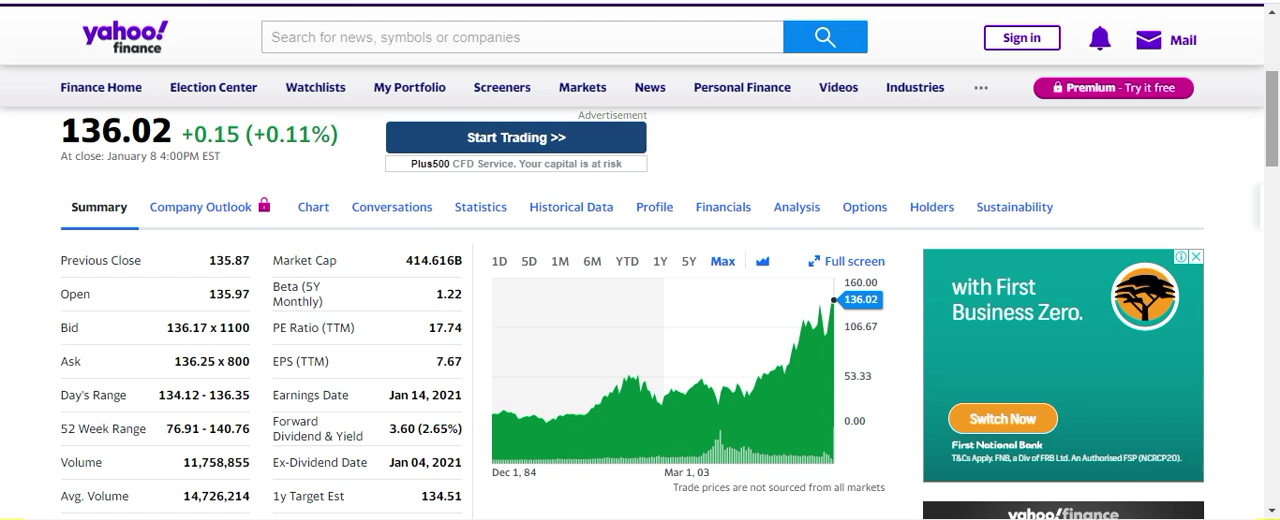 yahoo!
finance
Search for news, symbols or companies
Sign in
Mail
Finance Home Election Center Watchlists My Portfolio Screeners Markets News Personal Finance Videos Industries ... Premium - Try it free
Advertisement
136.02 +0.15 (+0.11%)
At close: January 8 4:00PM EST
Start Trading >>
Plus500 CFD Service. Your capital is at risk
Summary Company Outlook Chart Conversations Statistics Historical Data Profile Financials Analysis Options Holders Sustainability
Previous Close 135.87
Open 135.97
Bid 136.17 x 1100
Ask 136.25 x 800
Day's Range 134.12 - 136.35
52 Week Range 76.91 - 140.76
Volume 11,758,855
Avg. Volume 14,726,214
Market Cap 414.616B
Beta (5Y
Monthly) 1.22
PE Ratio (TTM) 17.74
EPS (TTM) 7.67
Earnings Date Jan 14, 2021
Forward
Dividend & Yield 3.60 (2.65%)
Ex-Dividend Date Jan 04, 2021
1y Target Est 134.51
1D 5D 1M 6M YTD 1Y 5Y Max Full screen
160.00
136.02
106.67
53.33
0.00
Dec 1, 84 Mar 1, 03
Trade prices are not sourced from all markets
with First
Business Zero.
Switch Now
First National Bank
T&Cs Apply. FNB, a Div of FRB Ltd. An Authorised FSP (NCRCP20).
yahoo!finance